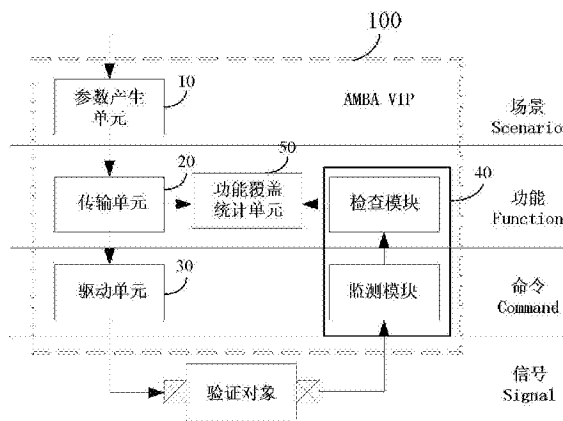 100
10
参数产生
单元
AMBA VIP
场景
Scenario
20
传输单元
50
功能覆盖
统计单元
检查模块
40
功能
Function
30
驱动单元
监测模块
命令
Command
验证对象
信号
Signal